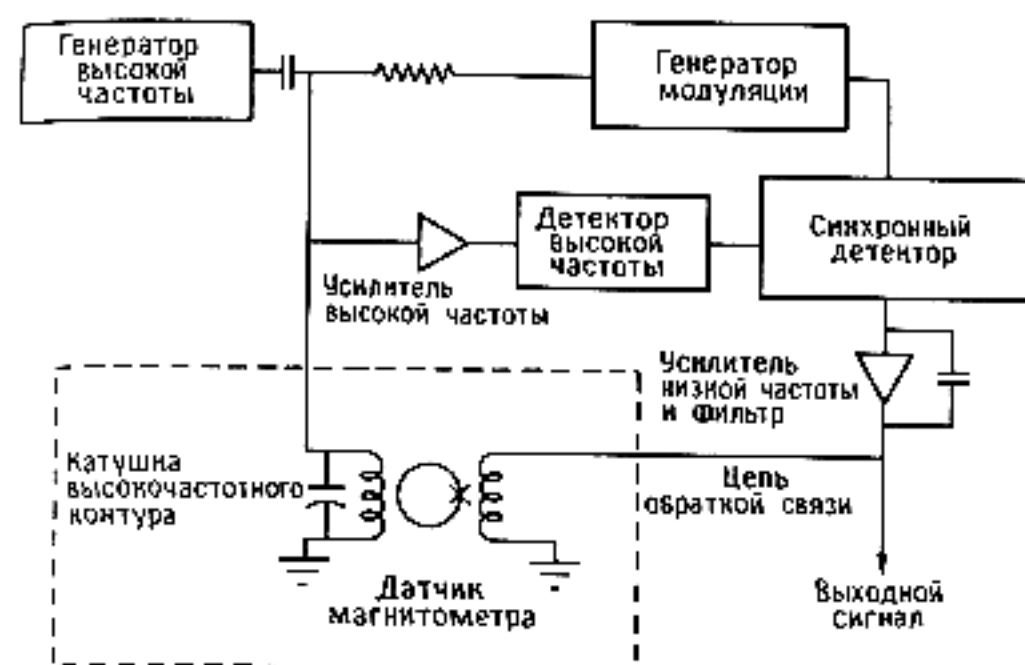 Генератор
высокой
частоты
Генератор
модуляции
Детектор
высокой
частоты
Синхронный
детектор
Усилитель
высокой частоты
Усилитель
низкой частоты
и фильтр
Катушка
высокочастотного
контура
Цепь
обратной связи
Датчик
магнитометра
Выходной
сигнал